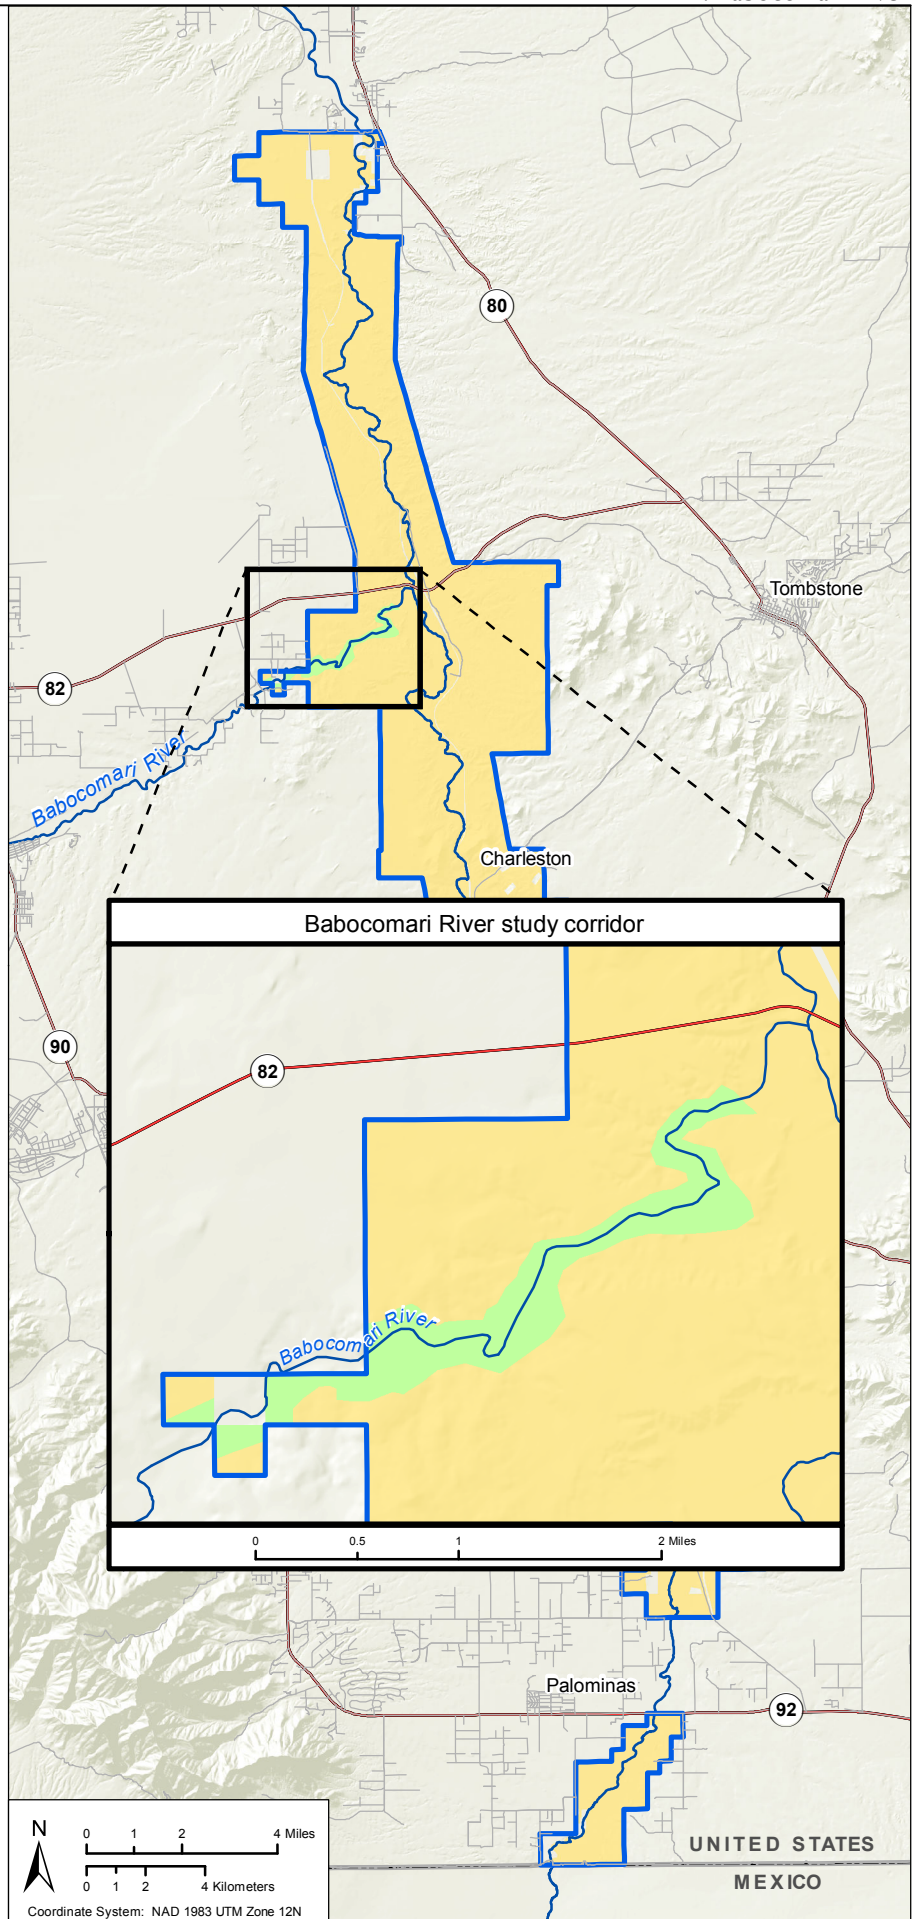 80
Tombstone
82
Babocomari River
Charleston
Babocomari River study corridor
90
82
Babocomari River
0 0.5 1 2 Miles
Palominas
92
N
0 1 2 4 Miles
0 1 2 4 Kilometers
Coordinate System: NAD 1983 UTM Zone 12N
UNITED STATES
MEXICO